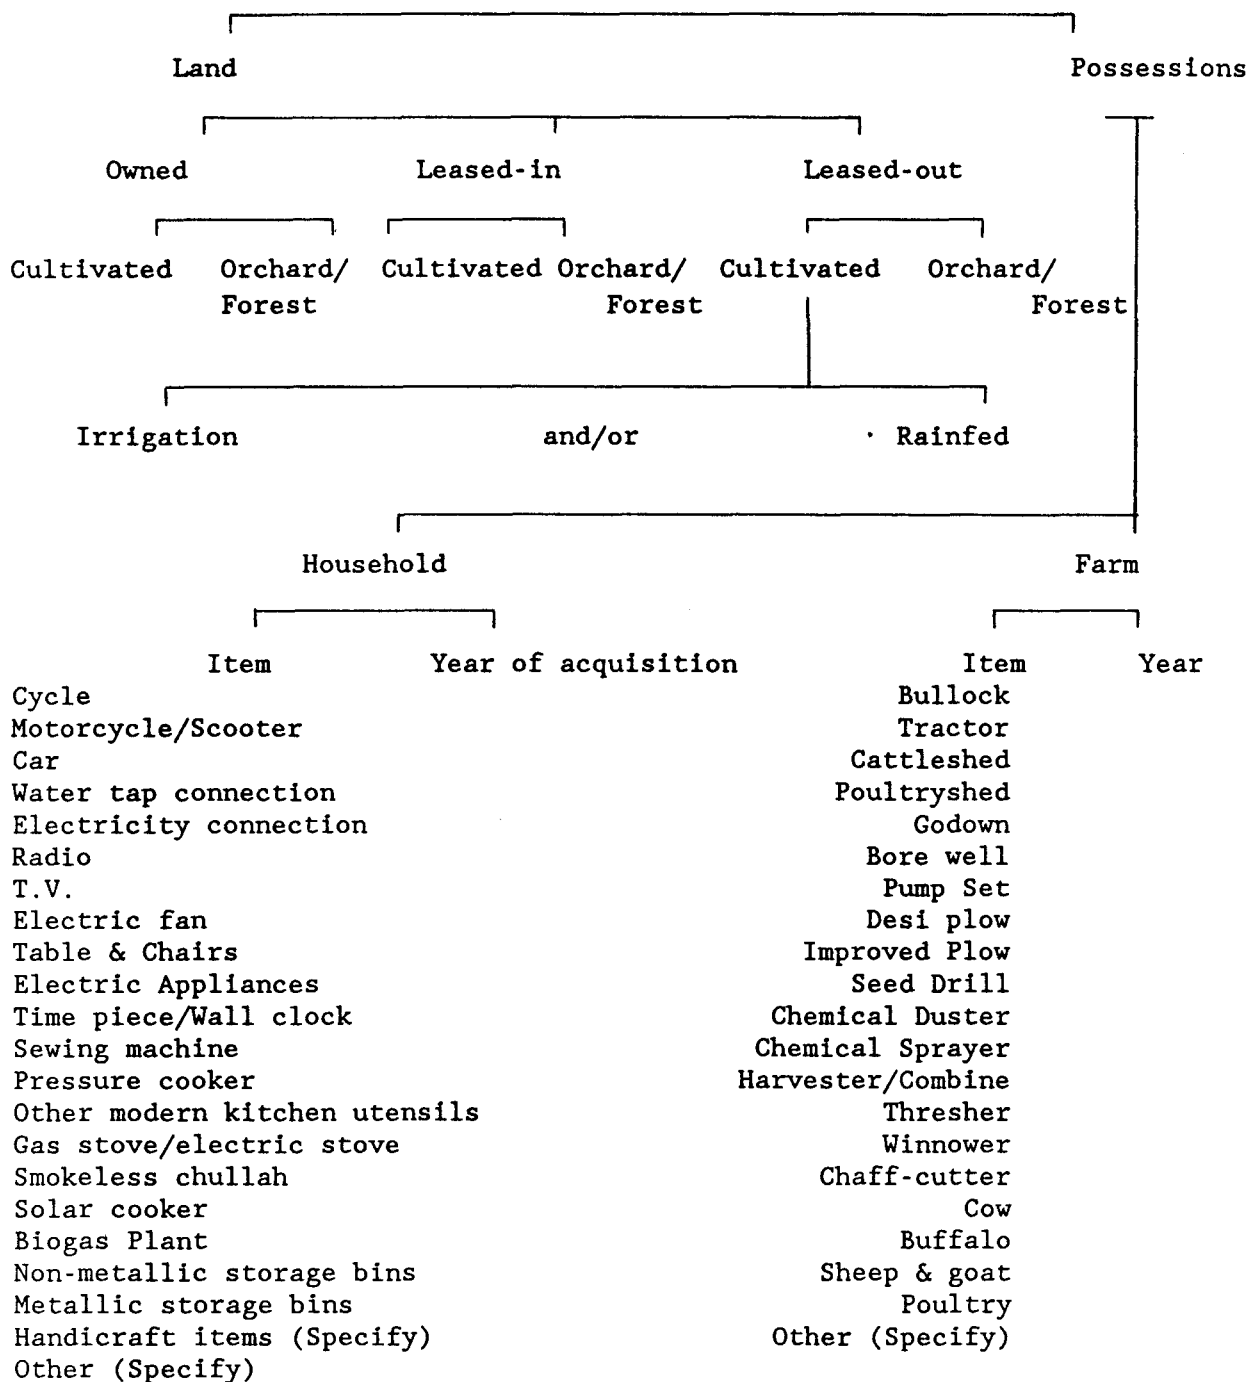 Land Possessions
Owned Leased-in Leased-out
Cultivated Orchard/ Cultivated Orchard/ Cultivated Orchard/
Forest Forest Forest
Irrigation and/or Rainfed
Household Farm
Item Year of acquisition Item Year
Cycle Bullock
Motorcycle/Scooter Tractor
Car Cattleshed
Water tap connection Poultryshed
Electricity connection Godown
Radio Bore well
T.V. Pump Set
Electric fan Desi plow
Table & Chairs Improved Plow
Electric Appliances Seed Drill
Time piece/Wall clock Chemical Duster
Sewing machine Chemical Sprayer
Pressure cooker Harvester/Combine
Other modern kitchen utensils Thresher
Gas stove/electric stove Winnower
Smokeless chullah Chaff-cutter
Solar cooker Cow
Biogas Plant Buffalo
Non-metallic storage bins Sheep & goat
Metallic storage bins Poultry
Handicraft items (Specify) Other (Specify)
Other (Specify)